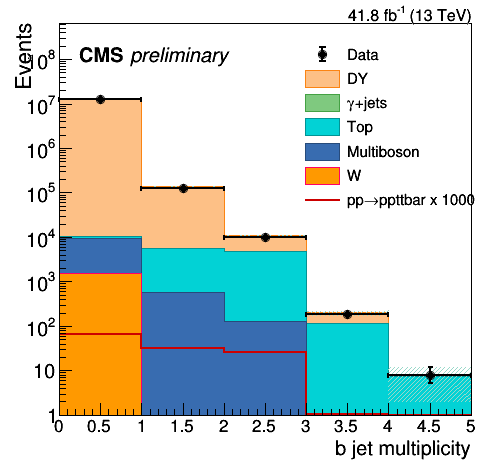 41.8 fb⁻¹ (13 TeV)
Events
CMS preliminary
Data
DY
γ+jets
Top
Multiboson
W
pp→ppttbar x 1000
10⁷
10⁶
10⁵
10⁴
10³
10²
10
1
0 0.5 1 1.5 2 2.5 3 3.5 4 4.5 5
b jet multiplicity